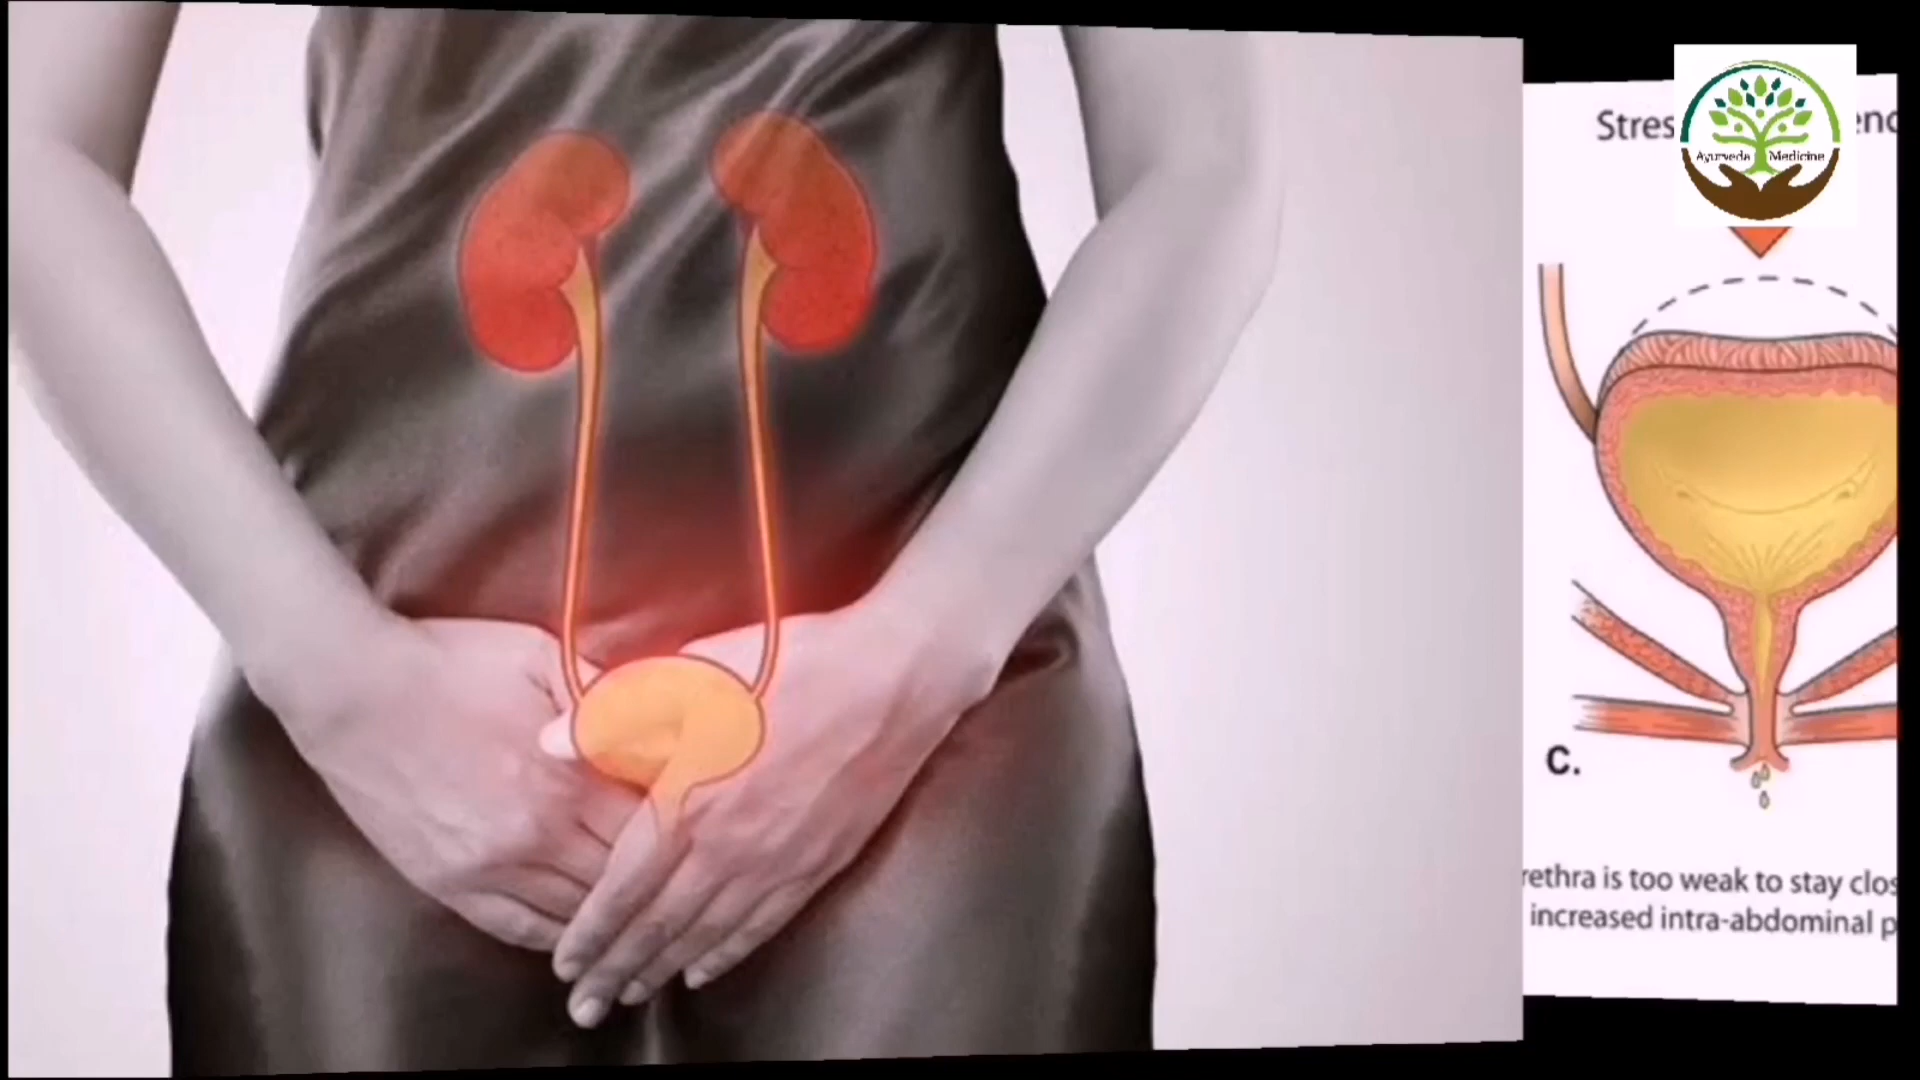 Stres
Ayurveda Medicine
C.
rethra is too weak to stay clos
increased intra-abdominal p